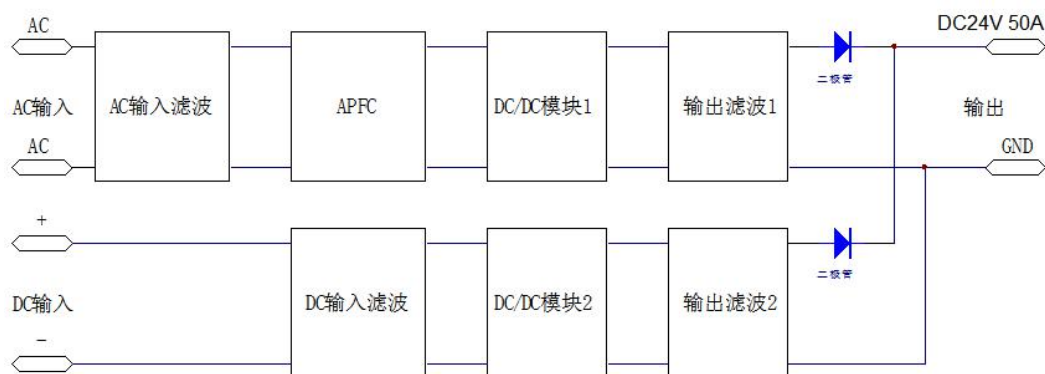 AC
DC24V 50A
二极管
AC输入
AC输入滤波
APFC
DC/DC模块1
输出滤波1
输出
AC
GND
+
二极管
DC输入
DC输入滤波
DC/DC模块2
输出滤波2
-